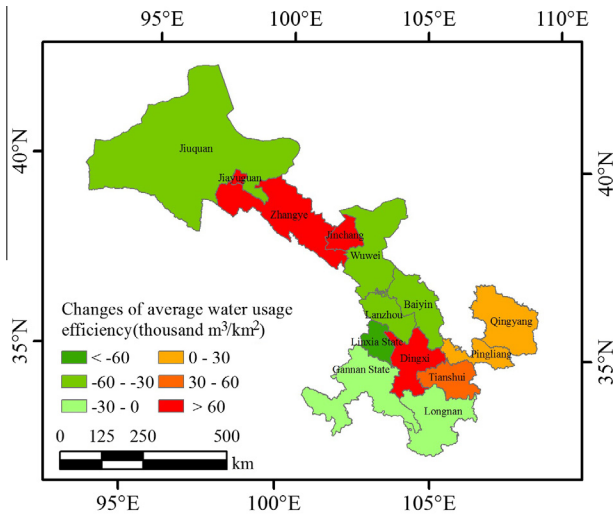 95°E 100°E 105°E 110°E
40°N
40°N
Jiuquan
Jiayuguan
Zhangye
Jinchang
Wuwei
Baiyin
Lanzhou
Qingyang
Linxia State
Dingxi
Pingliang
35°N
35°N
Gannan State
Tianshui
Longnan
Changes of average water usage
efficiency(thousand m³/km²)
< -60 0 - 30
-60 - -30 30 - 60
-30 - 0 > 60
0 125 250 500
km
95°E 100°E 105°E